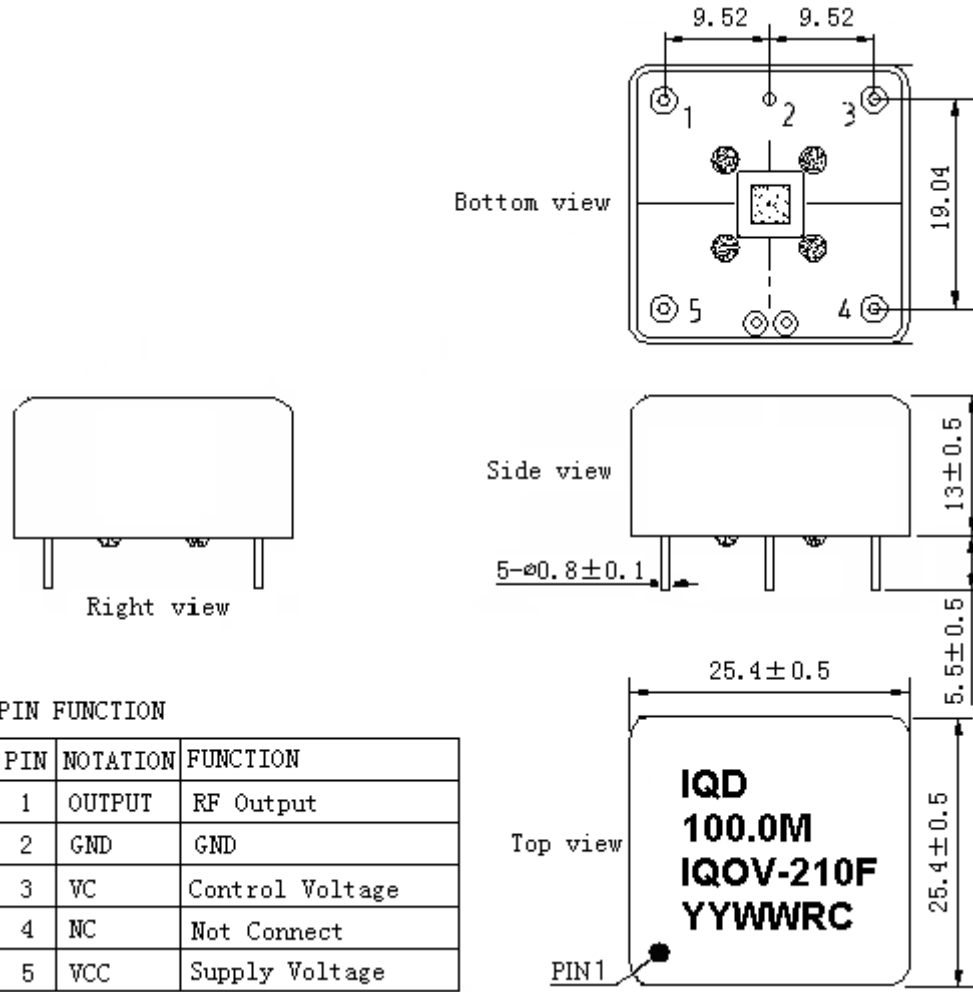 9.52 9.52
1 2 3
Bottom view
19.04
5 4
Side view
13±0.5
5-ø0.8±0.1
Right view
5.5±0.5
25.4±0.5
PIN FUNCTION
PIN NOTATION FUNCTION
1 OUTPUT RF Output
2 GND GND
3 VC Control Voltage
4 NC Not Connect
5 VCC Supply Voltage
Top view
IQD
100.0M
IQOV-210F
YYWWRC
25.4±0.5
PIN1